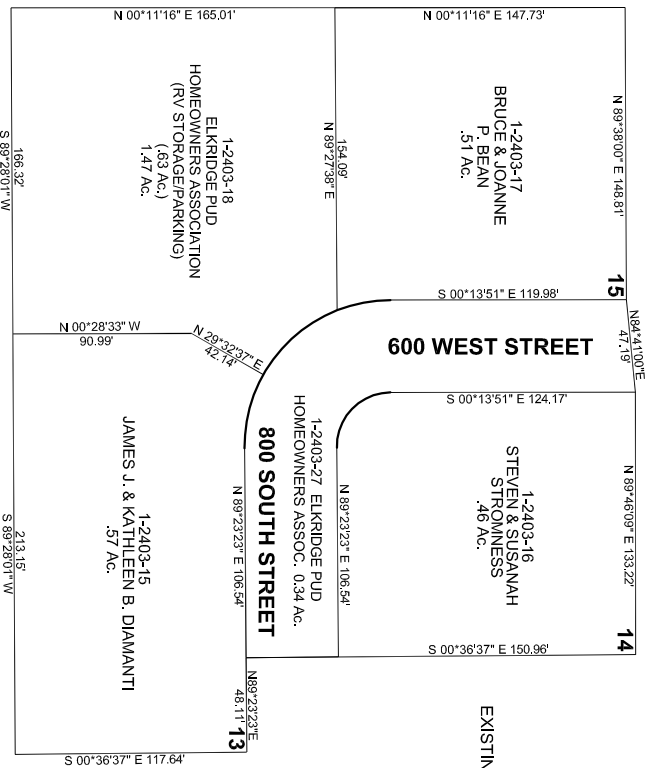 N 00°11'16" E 165.01'
N 00°11'16" E 147.73'
1-2403-18
ELKRIDGE PUD
HOMEOWNERS ASSOCIATION
(RV STORAGE/PARKING)
(.63 Ac.)
1.47 Ac.
166.32'
S 89°28'01" W
154.09'
N 89°27'38" E
1-2403-17
BRUCE & JOANNE
P. BEAN
.51 Ac.
N 89°38'00" E 148.81'
15
S 00°13'51" E 119.98'
N84°41'00"E
47.19'
600 WEST STREET
N 00°28'33" W
90.99'
N 29°32'37" E
42.14'
S 00°13'51" E 124.17'
1-2403-27 ELKRIDGE PUD
HOMEOWNERS ASSOC. 0.34 Ac.
800 SOUTH STREET
N 89°23'23" E 106.54'
N 89°23'23" E 106.54'
1-2403-16
STEVEN & SUSANAH
STROMNESS
.46 Ac.
N 89°46'09" E 133.22'
14
S 00°36'37" E 150.96'
1-2403-15
JAMES J. & KATHLEEN B. DIAMANTI
.57 Ac.
213.15'
S 89°28'01" W
N89°23'23"E
48.11'
13
S 00°36'37" E 117.64'
EXISTIN